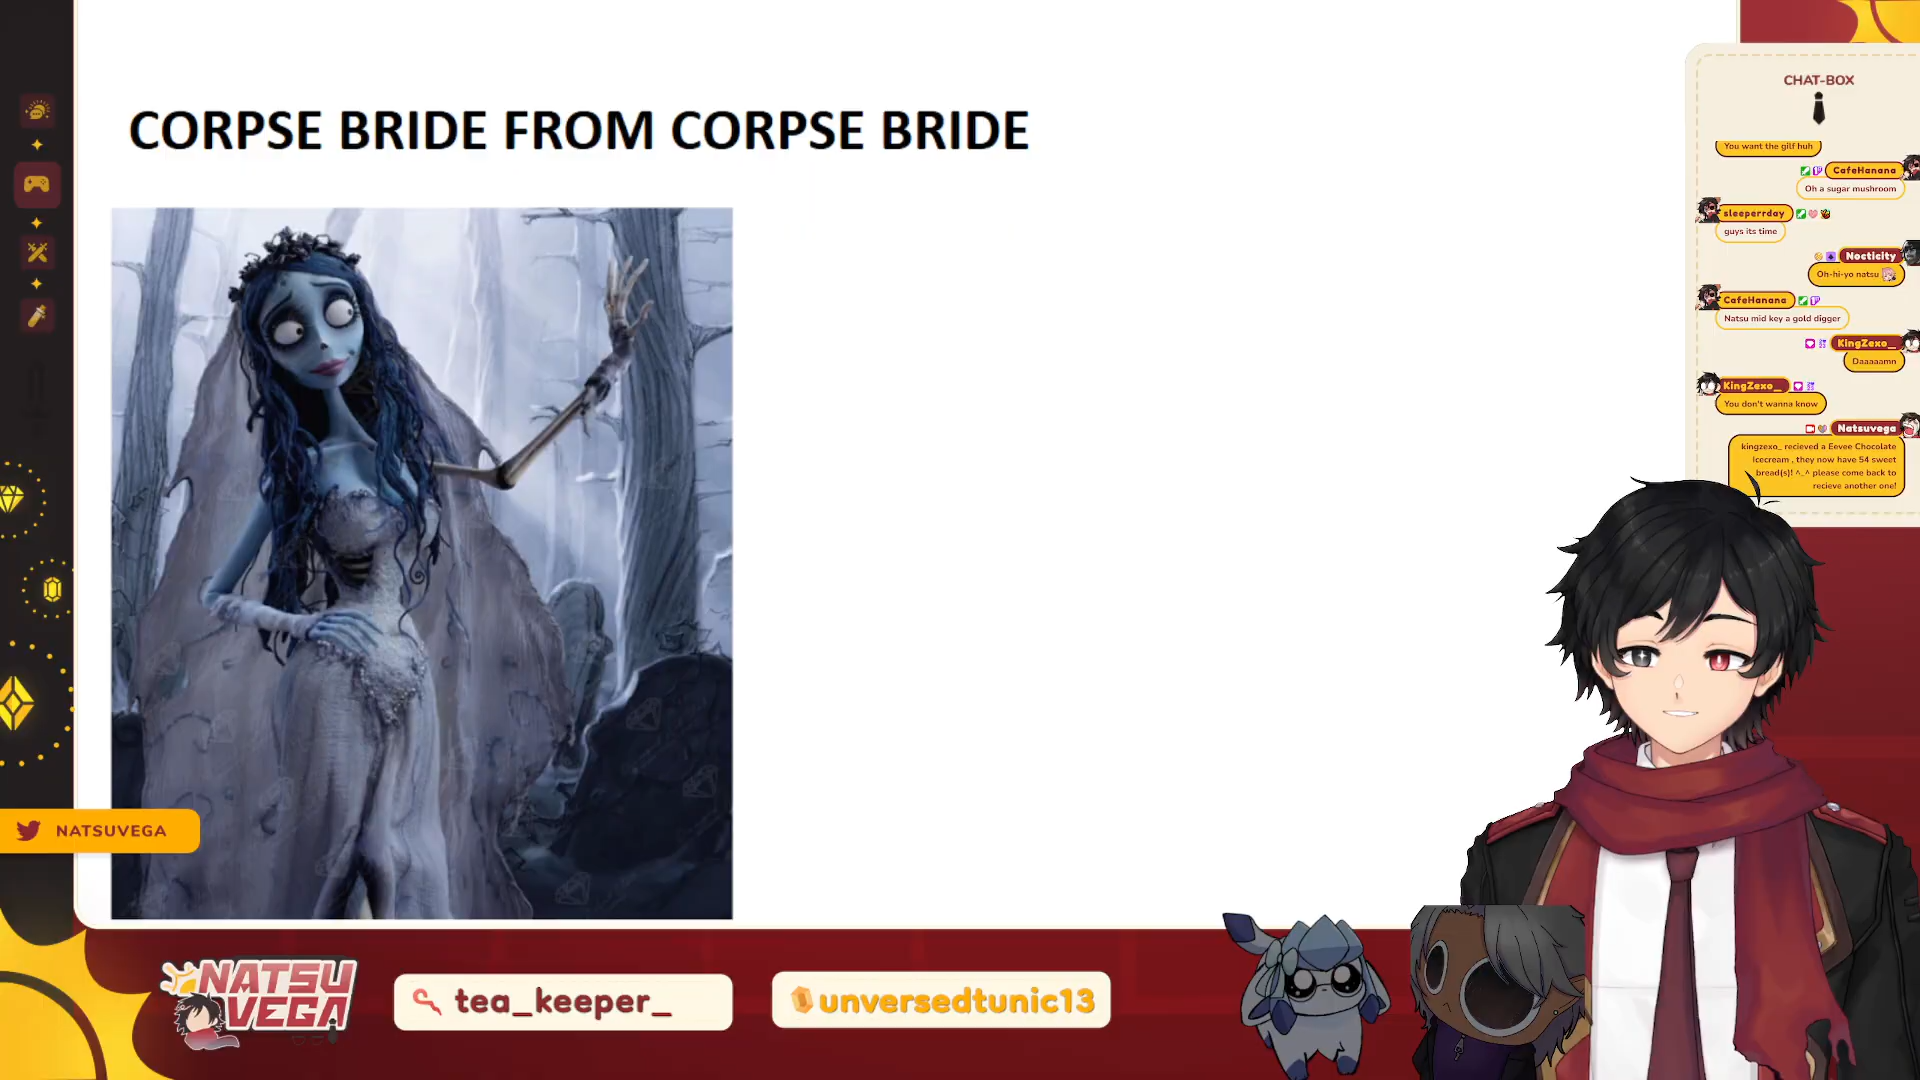 CORPSE BRIDE FROM CORPSE BRIDE
CHAT-BOX
You want the gilf huh
CafeHanana
Oh a sugar mushroom
sleeperrday
guys its time
Nocticity
Oh-hi-yo natsu
CafeHanana
Natsu mid key a gold digger
KingZexo_
Daaaaamn
KingZexo_
You don't wanna know
Natsuvega
kingzexo_ recieved a Eevee Chocolate
Icecream , they now have 54 sweet
bread(s)! ^_^ please come back to
recieve another one!
NATSUVEGA
NATSU
VEGA
tea_keeper_
unversedtunic13